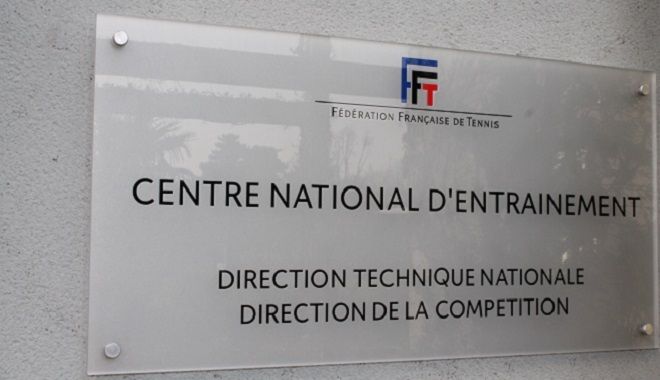 FFT
FÉDÉRATION FRANÇAISE DE TENNIS
CENTRE NATIONAL D'ENTRAINEMENT
DIRECTION TECHNIQUE NATIONALE
DIRECTION DE LA COMPETITION